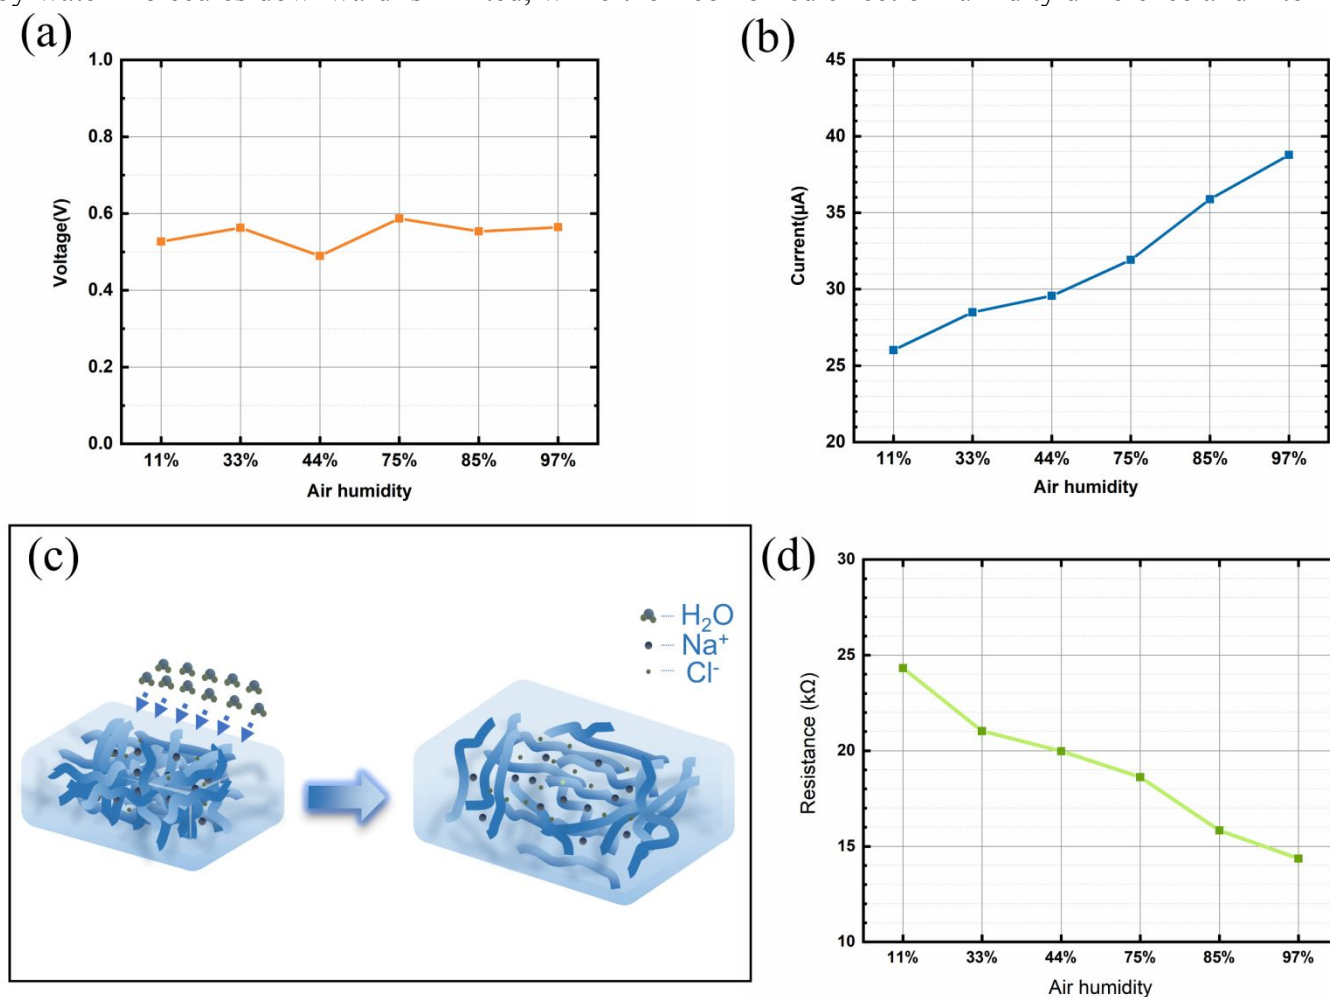 (a)
1.0
0.8
0.6
0.4
0.2
0.0
Voltage(V)
11% 33% 44% 75% 85% 97%
Air humidity
(b)
45
40
35
30
25
20
Current(µA)
11% 33% 44% 75% 85% 97%
Air humidity
(c)
H₂O
Na⁺
Cl⁻
(d)
30
25
20
15
10
Resistance (kΩ)
11% 33% 44% 75% 85% 97%
Air humidity